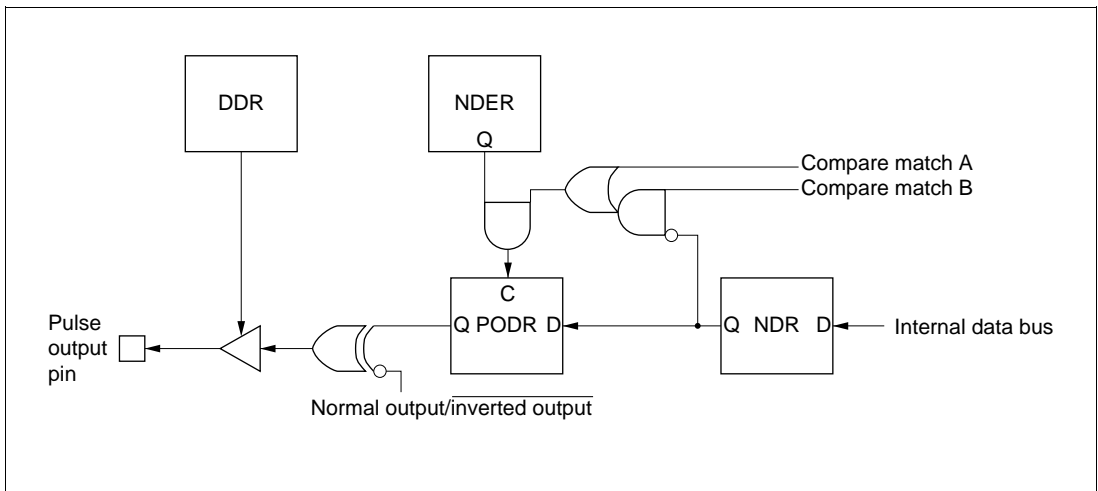 DDR
NDER
Q
Compare match A
Compare match B
C
Q PODR D
Q NDR D
Internal data bus
Pulse
output
pin
Normal output/inverted output